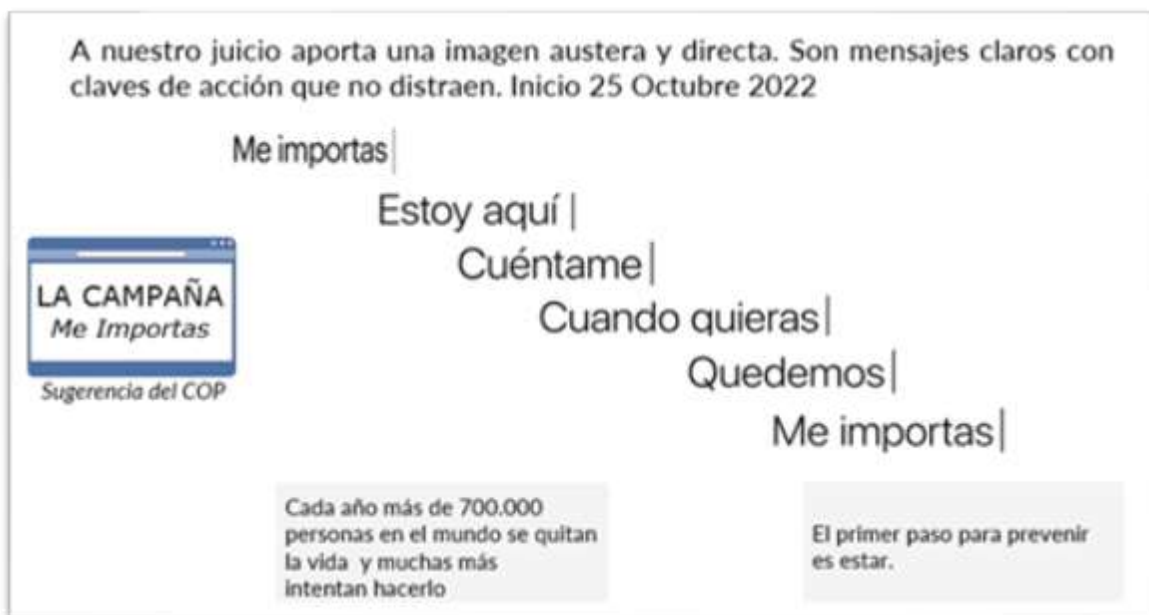 A nuestro juicio aporta una imagen austera y directa. Son mensajes claros con
claves de acción que no distraen. Inicio 25 Octubre 2022
Me importas
Estoy aquí
Cuéntame
Cuando quieras
Quedemos
Me importas
LA CAMPAÑA
Me Importas
Sugerencia del COP
Cada año más de 700.000
personas en el mundo se quitan
la vida y muchas más
intentan hacerlo
El primer paso para prevenir
es estar.